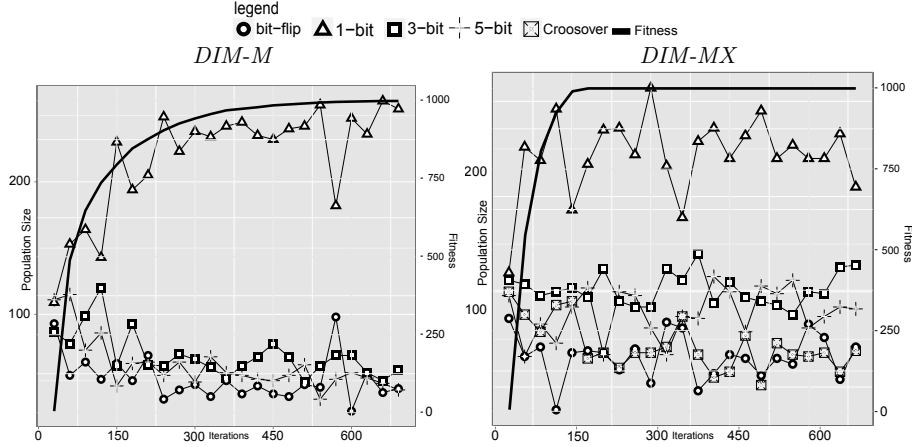 legend
bit−flip 1−bit 3−bit 5−bit Croosover Fitness
DIM-M DIM-MX
Population Size
200
100
1000
750
500
250
0
Fitness
0 150 300 Iterations 450 600
Population Size
200
100
1000
750
500
250
0
Fitness
0 150 300 Iterations 450 600